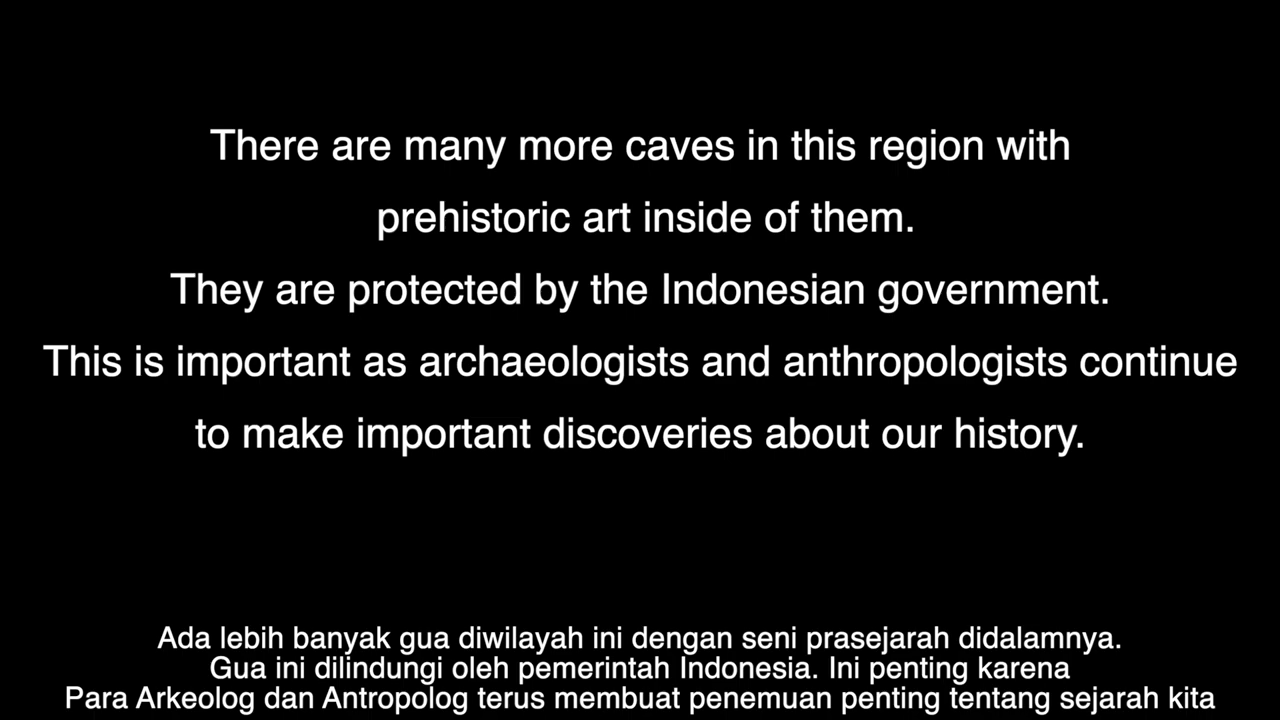 There are many more caves in this region with
prehistoric art inside of them.
They are protected by the Indonesian government.
This is important as archaeologists and anthropologists continue
to make important discoveries about our history.
Ada lebih banyak gua diwilayah ini dengan seni prasejarah didalamnya.
Gua ini dilindungi oleh pemerintah Indonesia. Ini penting karena
Para Arkeolog dan Antropolog terus membuat penemuan penting tentang sejarah kita